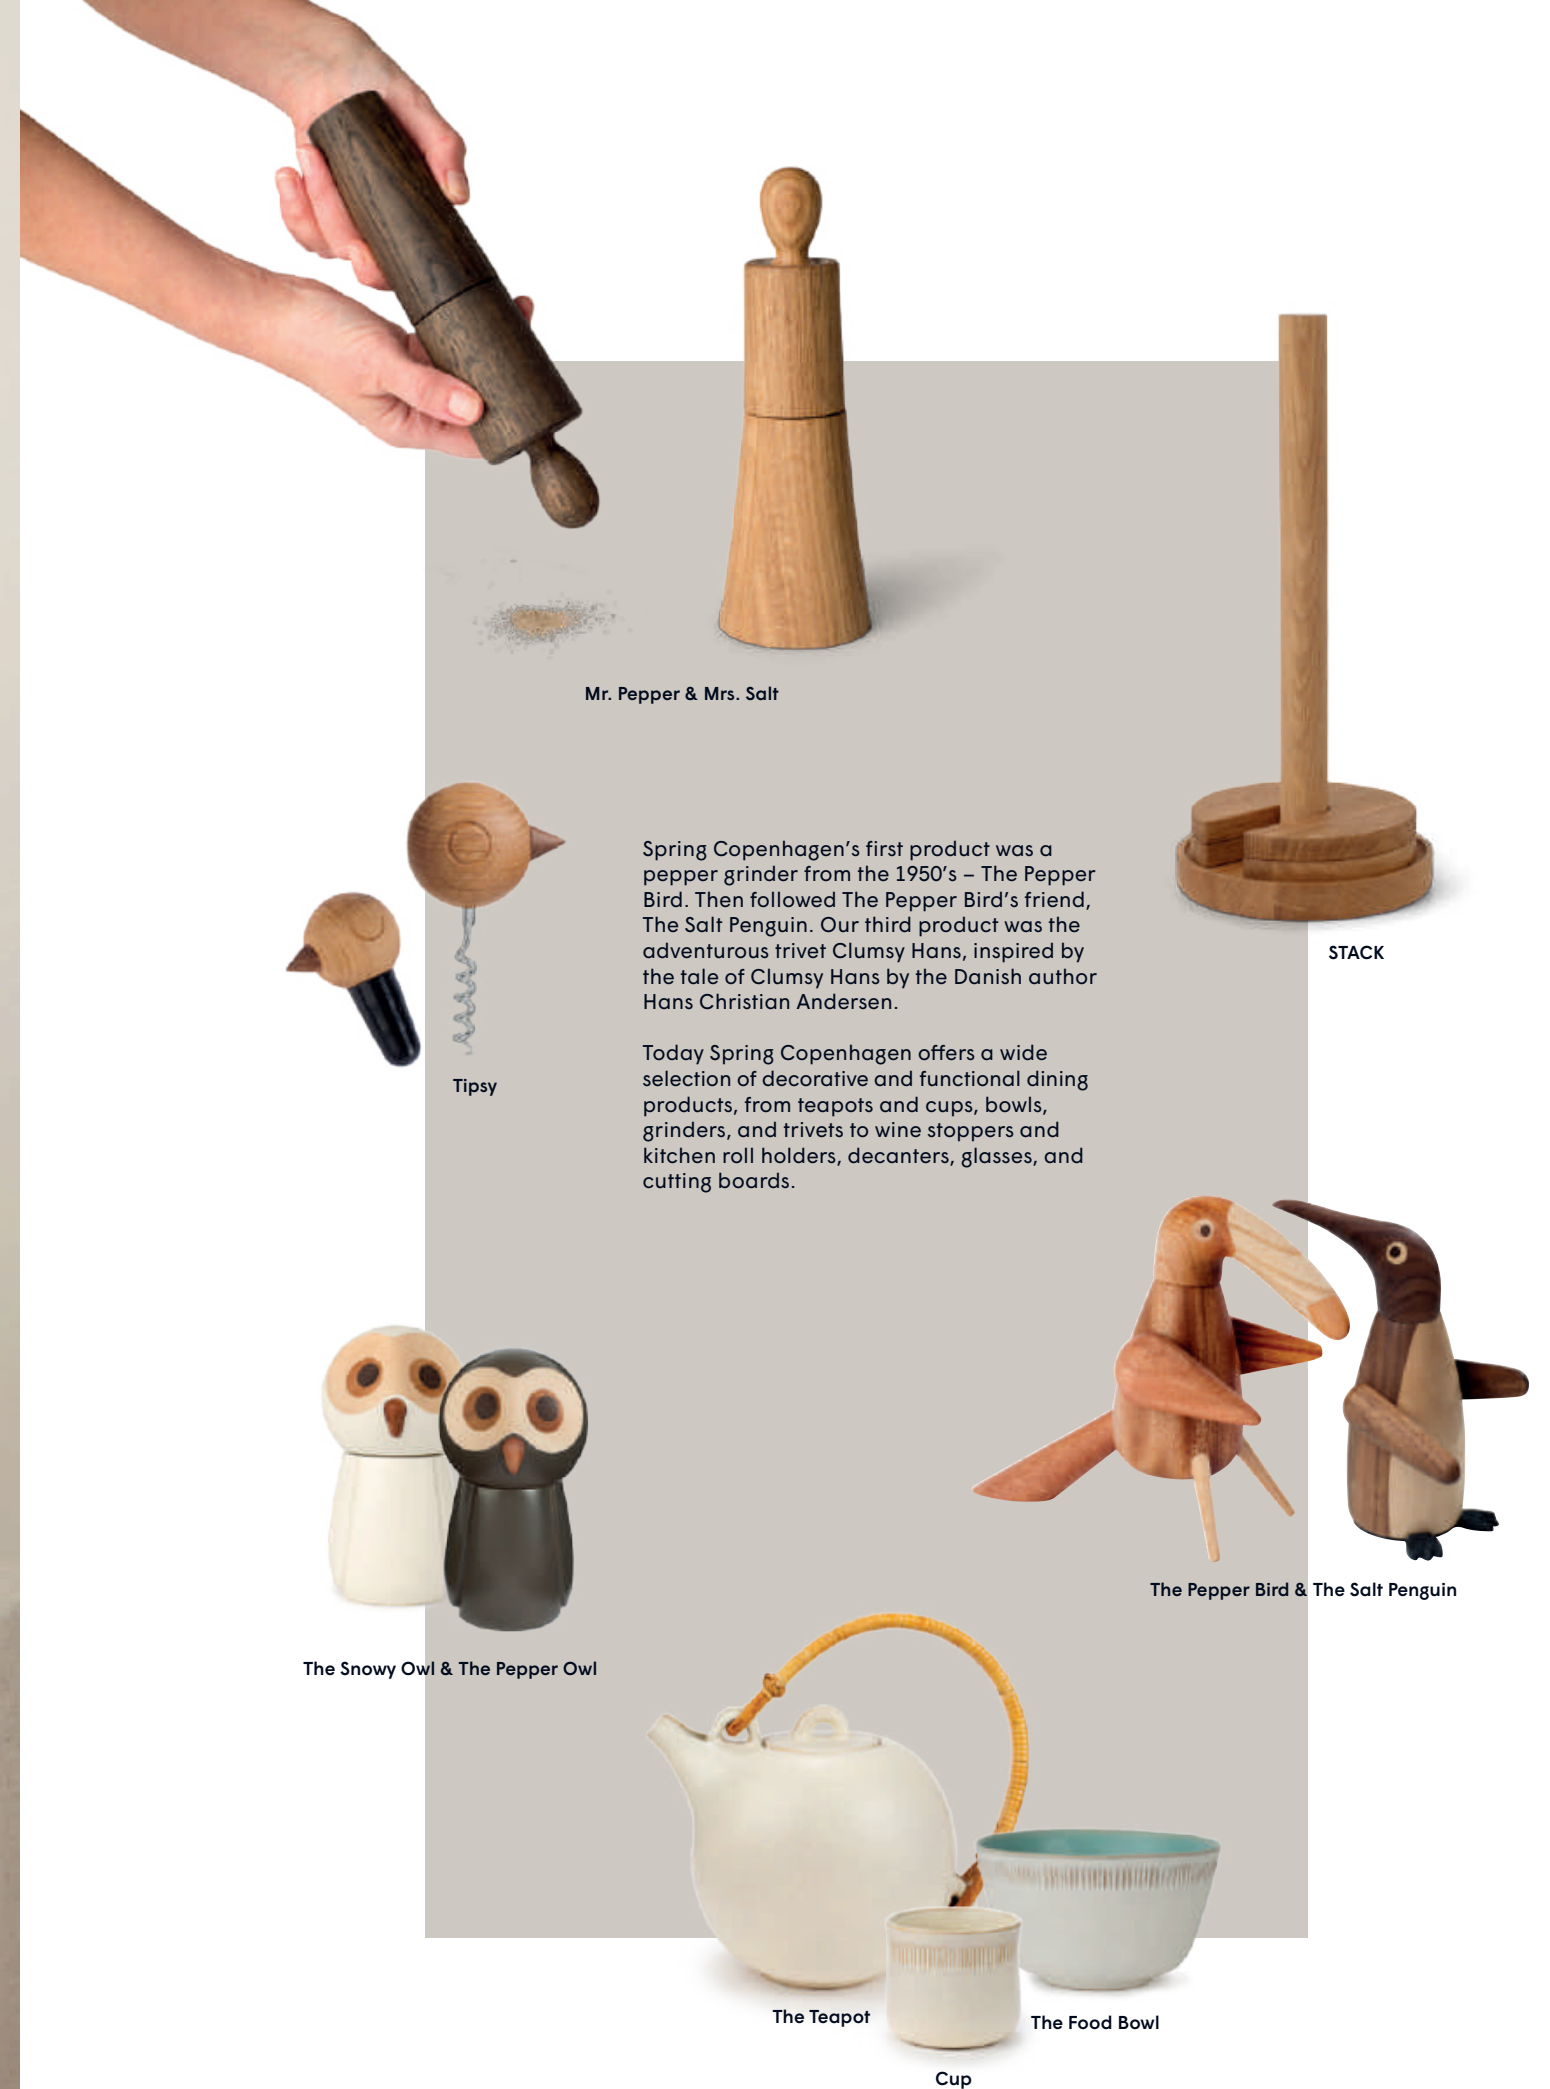 Mr. Pepper & Mrs. Salt
Spring Copenhagen’s first product was a
pepper grinder from the 1950’s – The Pepper
Bird. Then followed The Pepper Bird’s friend,
The Salt Penguin. Our third product was the
adventurous trivet Clumsy Hans, inspired by
the tale of Clumsy Hans by the Danish author
Hans Christian Andersen.
STACK
Today Spring Copenhagen offers a wide
selection of decorative and functional dining
products, from teapots and cups, bowls,
grinders, and trivets to wine stoppers and
kitchen roll holders, decanters, glasses, and
cutting boards.
Tipsy
The Pepper Bird & The Salt Penguin
The Snowy Owl & The Pepper Owl
The Teapot
The Food Bowl
Cup